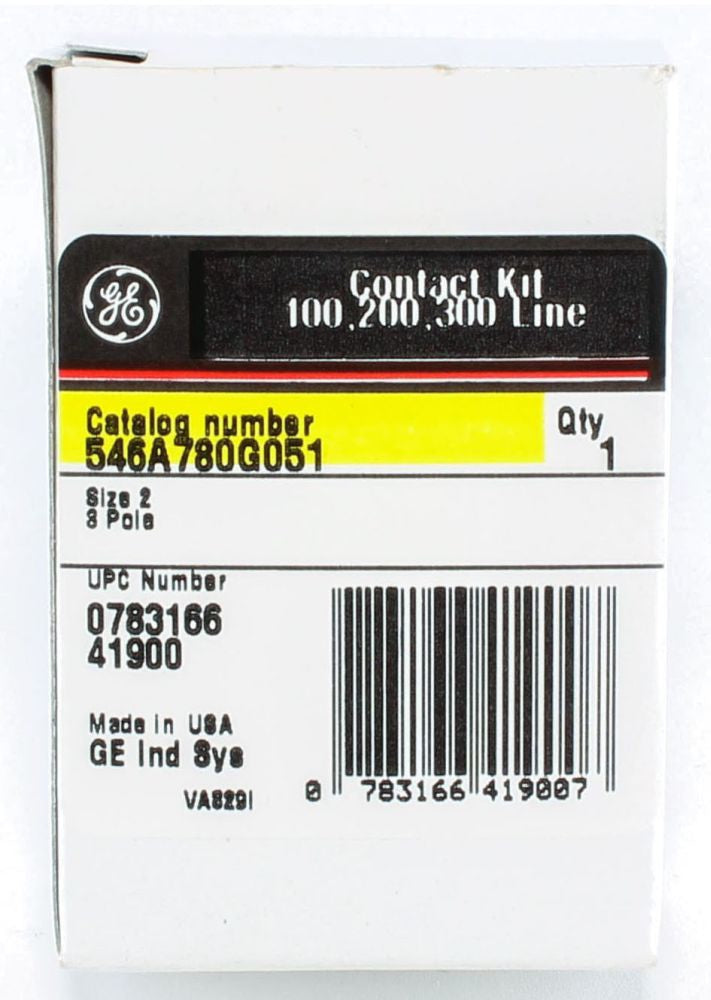 GE
Contact Kit
100,200,300 Line
Catalog number
546A780G051
Qty
1
Size 2
3 Pole
UPC Number
0783166
41900
Made in USA
GE Ind Sys
VA829I
0 783166 419007